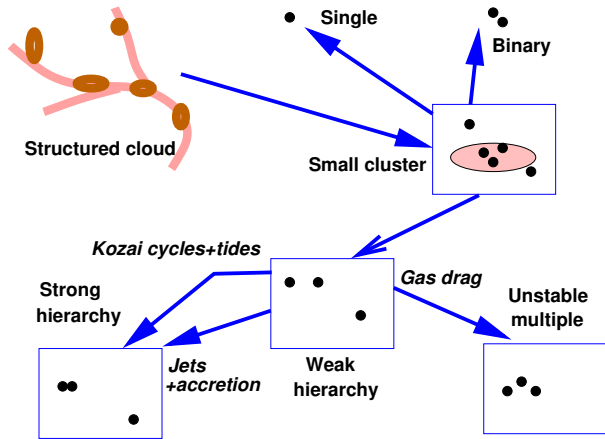 Single
Binary
Structured cloud
Small cluster
Kozai cycles+tides
Gas drag
Strong
hierarchy
Unstable
multiple
Jets
+accretion
Weak
hierarchy